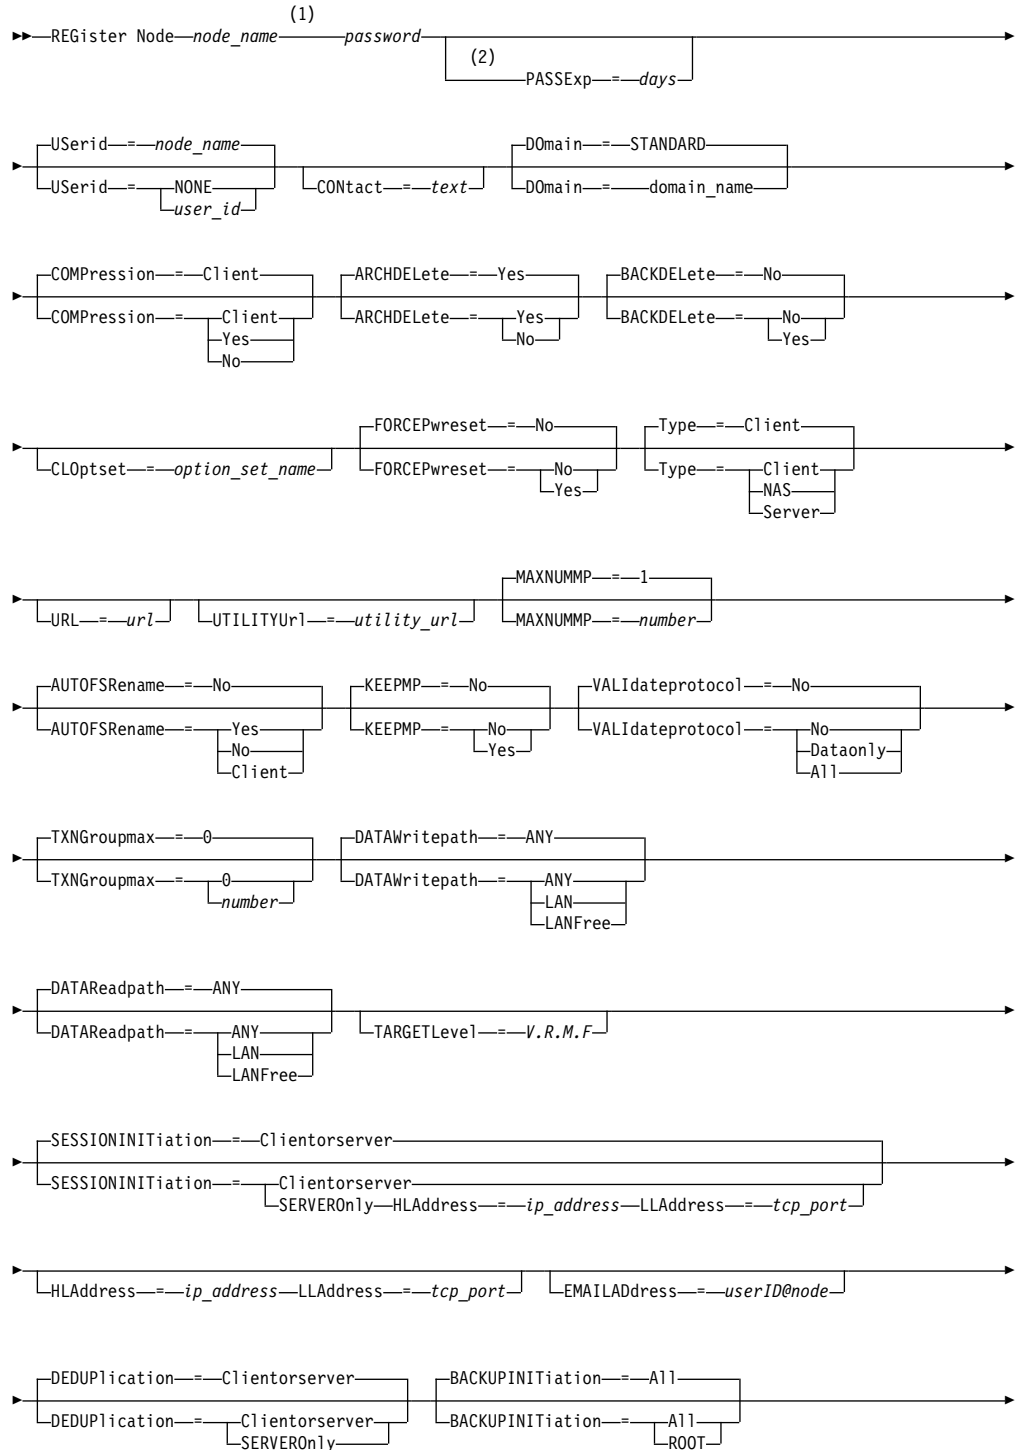 (1)
REGister Node node_name password
(2)
PASSExp = days
USerid = node_name DOmain = STANDARD
USerid = NONE CONtact = text DOmain = domain_name
user_id
COMPression = Client ARCHDELete = Yes BACKDELete = No
COMPression = Client ARCHDELete = Yes BACKDELete = No
Yes No Yes
No
FORCEPwreset = No Type = Client
CLOptset = option_set_name FORCEPwreset = No Type = Client
Yes NAS
Server
MAXNUMMP = 1
URL = url UTILITYUrl = utility_url MAXNUMMP = number
AUTOFSRename = No KEEPMP = No VALIdateprotocol = No
AUTOFSRename = Yes KEEPMP = No VALIdateprotocol = No
No Yes Dataonly
Client All
TXNGroupmax = 0 DATAWritepath = ANY
TXNGroupmax = 0 DATAWritepath = ANY
number LAN
LANFree
DATAReadpath = ANY
DATAReadpath = ANY TARGETLevel = V.R.M.F
LAN
LANFree
SESSIONINITiation = Clientorserver
SESSIONINITiation = Clientorserver
SERVEROnly HLAddress = ip_address LLAddress = tcp_port
HLAddress = ip_address LLAddress = tcp_port EMAILADdress = userID@node
DEDUPlication = Clientorserver BACKUPINITiation = All
DEDUPlication = Clientorserver BACKUPINITiation = All
SERVEROnly ROOT